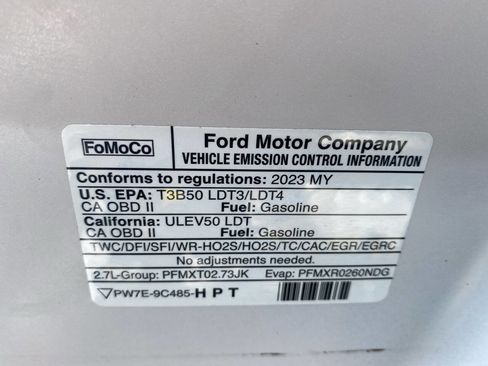 FoMoCo
Ford Motor Company
VEHICLE EMISSION CONTROL INFORMATION
Conforms to regulations: 2023 MY
U.S. EPA: T3B50 LDT3/LDT4
CA OBD II Fuel: Gasoline
California: ULEV50 LDT
CA OBD II Fuel: Gasoline
TWC/DFI/SFI/WR-HO2S/HO2S/TC/CAC/EGR/EGRC
No adjustments needed.
2.7L-Group: PFMXT02.73JK Evap: PFMXR0260NDG
PW7E-9C485-H P T